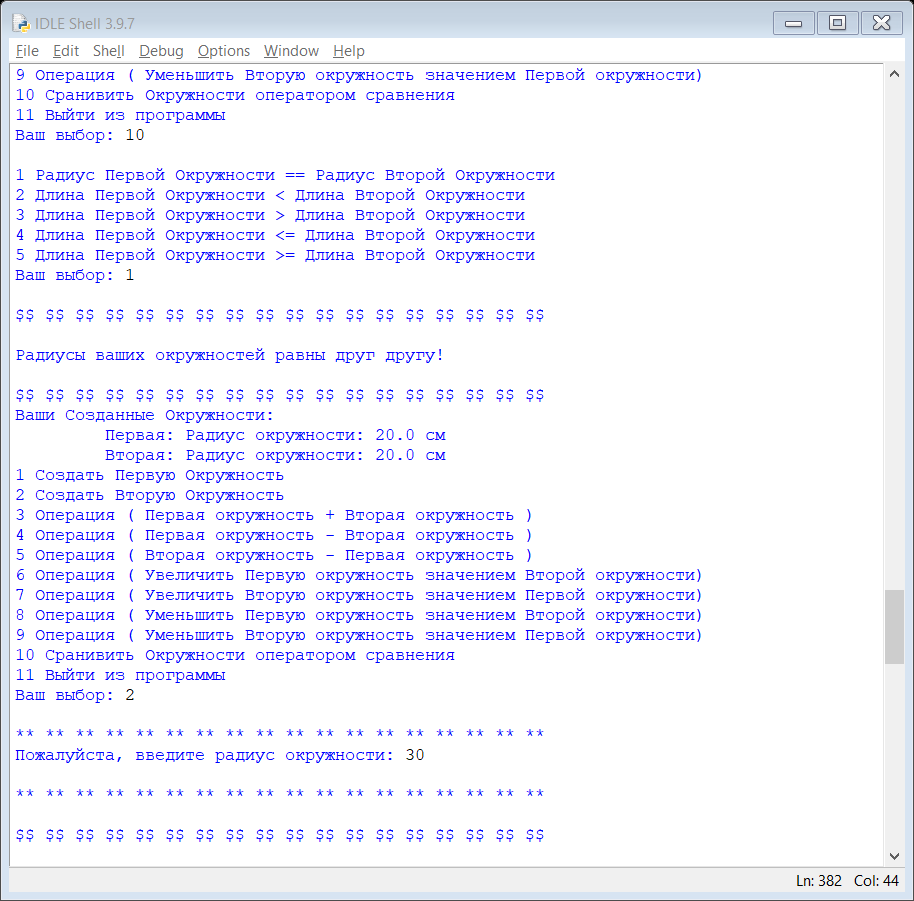 IDLE Shell 3.9.7
File Edit Shell Debug Options Window Help
9 Операция ( Уменьшить Вторую окружность значением Первой окружности)
10 Сранивить Окружности оператором сравнения
11 Выйти из программы
Ваш выбор: 10
1 Радиус Первой Окружности == Радиус Второй Окружности
2 Длина Первой Окружности < Длина Второй Окружности
3 Длина Первой Окружности > Длина Второй Окружности
4 Длина Первой Окружности <= Длина Второй Окружности
5 Длина Первой Окружности >= Длина Второй Окружности
Ваш выбор: 1
$$ $$ $$ $$ $$ $$ $$ $$ $$ $$ $$ $$ $$ $$ $$ $$ $$ $$
Радиусы ваших окружностей равны друг другу!
$$ $$ $$ $$ $$ $$ $$ $$ $$ $$ $$ $$ $$ $$ $$ $$ $$ $$
Ваши Созданные Окружности:
Первая: Радиус окружности: 20.0 см
Вторая: Радиус окружности: 20.0 см
1 Создать Первую Окружность
2 Создать Вторую Окружность
3 Операция ( Первая окружность + Вторая окружность )
4 Операция ( Первая окружность - Вторая окружность )
5 Операция ( Вторая окружность - Первая окружность )
6 Операция ( Увеличить Первую окружность значением Второй окружности)
7 Операция ( Увеличить Вторую окружность значением Первой окружности)
8 Операция ( Уменьшить Первую окружность значением Второй окружности)
9 Операция ( Уменьшить Вторую окружность значением Первой окружности)
10 Сранивить Окружности оператором сравнения
11 Выйти из программы
Ваш выбор: 2
** ** ** ** ** ** ** ** ** ** ** ** ** ** ** ** ** **
Пожалуйста, введите радиус окружности: 30
** ** ** ** ** ** ** ** ** ** ** ** ** ** ** ** ** **
$$ $$ $$ $$ $$ $$ $$ $$ $$ $$ $$ $$ $$ $$ $$ $$ $$ $$
Ln: 382 Col: 44